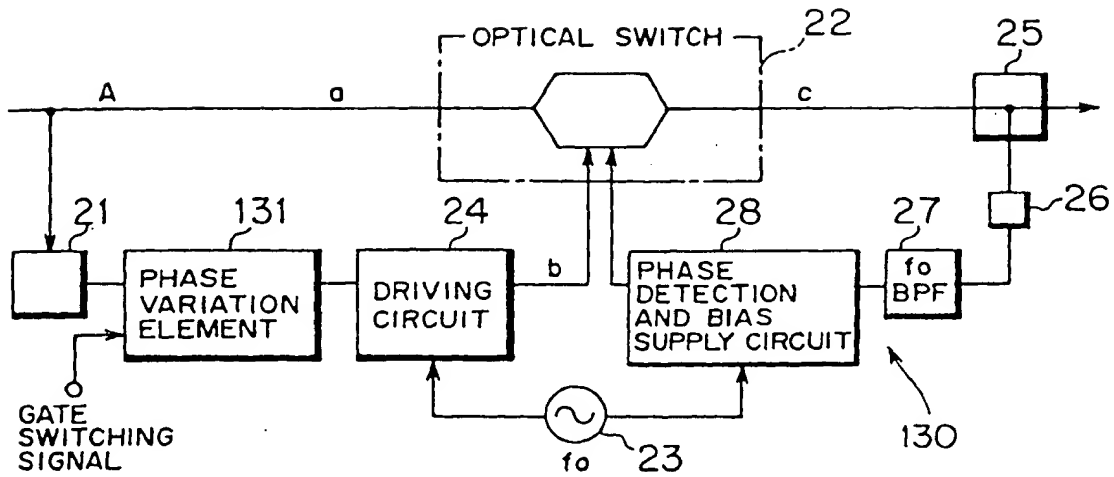 OPTICAL SWITCH
22
25
A
a
c
21
131
24
28
27
26
PHASE
VARIATION
ELEMENT
DRIVING
CIRCUIT
b
PHASE
DETECTION
AND BIAS
SUPPLY CIRCUIT
fo
BPF
GATE
SWITCHING
SIGNAL
fo
23
130